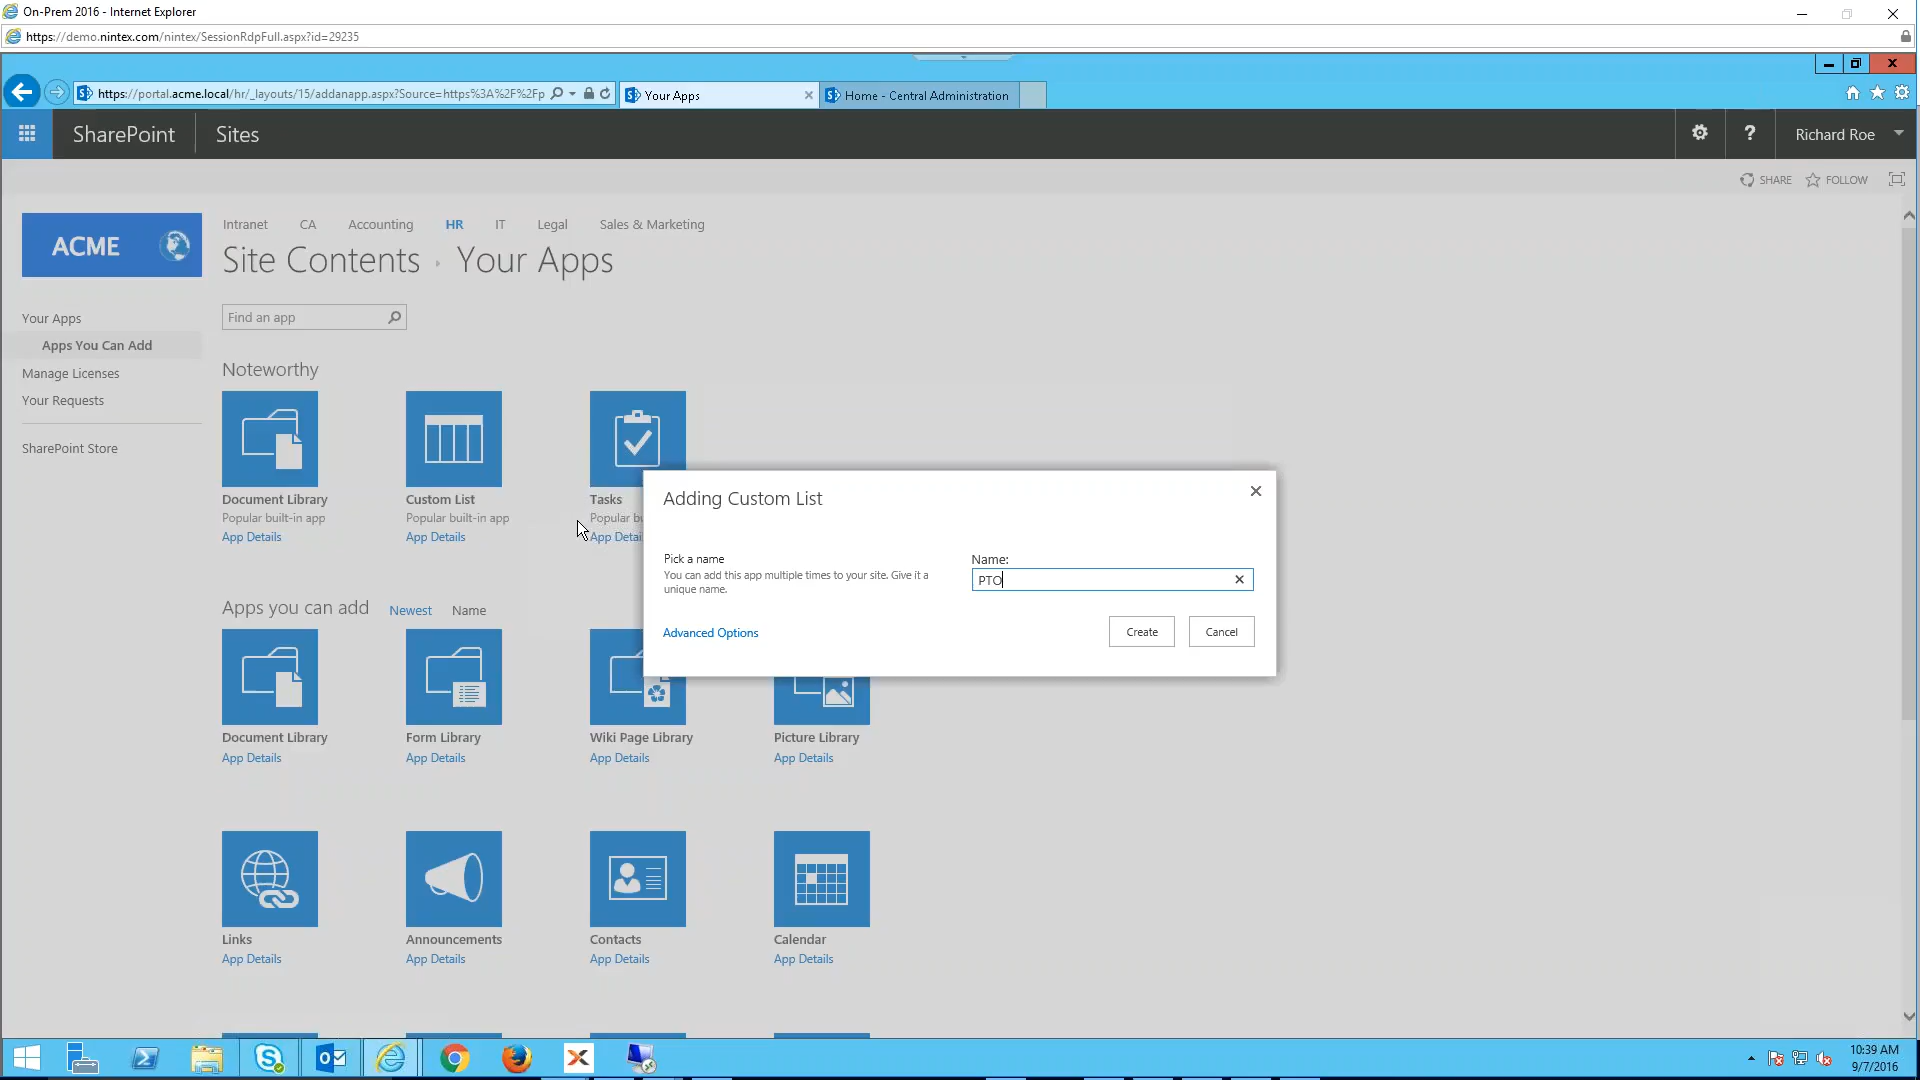 On-Prem 2016 - Internet Explorer
https://demo.nintex.com/nintex/SessionRdpFull.aspx?id=29235
https://portal.acme.local/hr/_layouts/15/addanapp.aspx?Source=https%3A%2F%2Fp
Your Apps
Home - Central Administration
SharePoint
Sites
?
Richard Roe
SHARE
FOLLOW
ACME
Intranet
CA
Accounting
HR
IT
Legal
Sales & Marketing
Site Contents
Your Apps
Your Apps
Apps You Can Add
Manage Licenses
Your Requests
SharePoint Store
Find an app
Noteworthy
Document Library
Popular built-in app
App Details
Custom List
Popular built-in app
App Details
Tasks
Popular bu
App Detai
Adding Custom List
Pick a name
You can add this app multiple times to your site. Give it a
unique name.
Name:
PTO
Advanced Options
Create
Cancel
Apps you can add
Newest
Name
Document Library
App Details
Form Library
App Details
Wiki Page Library
App Details
Picture Library
App Details
Links
App Details
Announcements
App Details
Contacts
App Details
Calendar
App Details
10:39 AM
9/7/2016